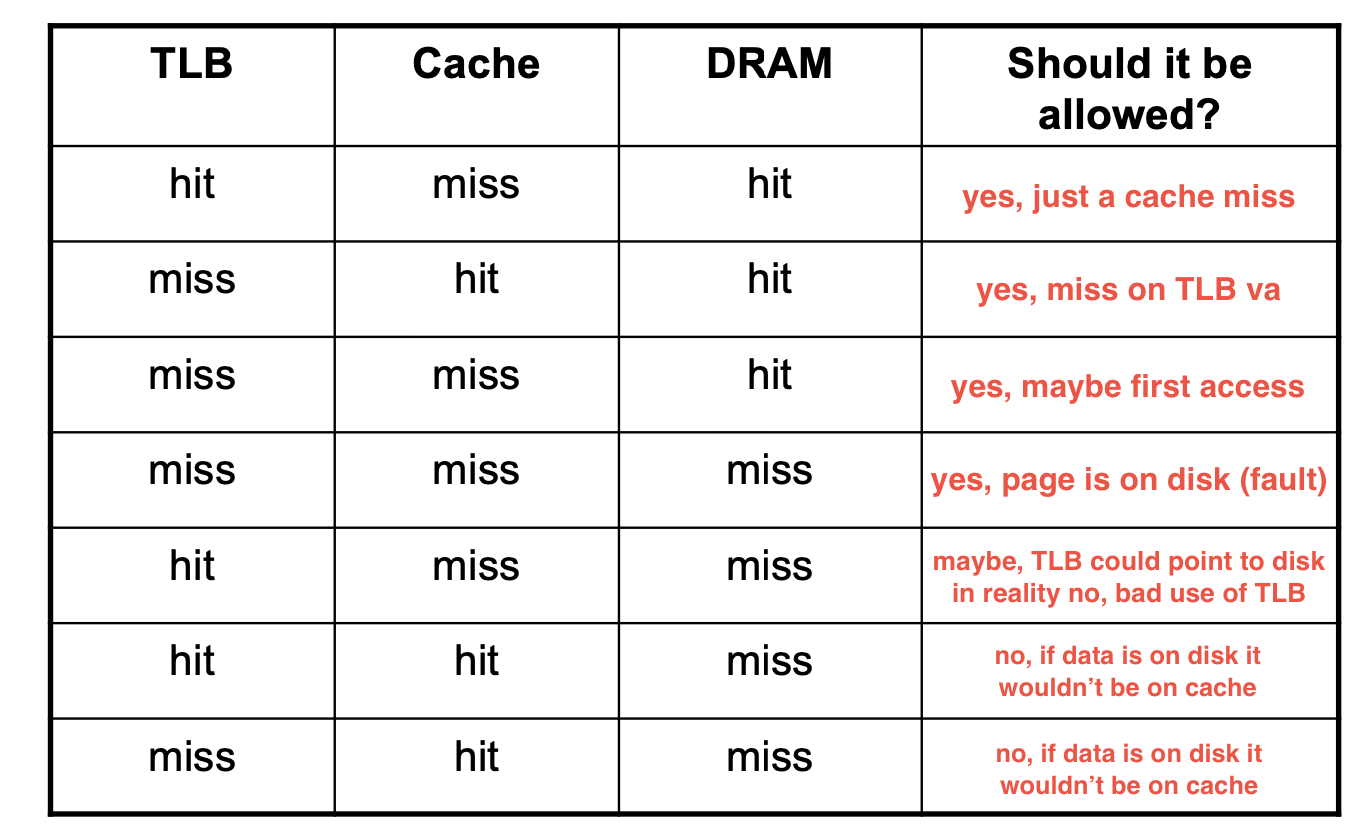 TLB Cache DRAM Should it be
allowed?
hit miss hit yes, just a cache miss
miss hit hit yes, miss on TLB va
miss miss hit yes, maybe first access
miss miss miss yes, page is on disk (fault)
hit miss miss maybe, TLB could point to disk
in reality no, bad use of TLB
hit hit miss no, if data is on disk it
wouldn’t be on cache
miss hit miss no, if data is on disk it
wouldn’t be on cache